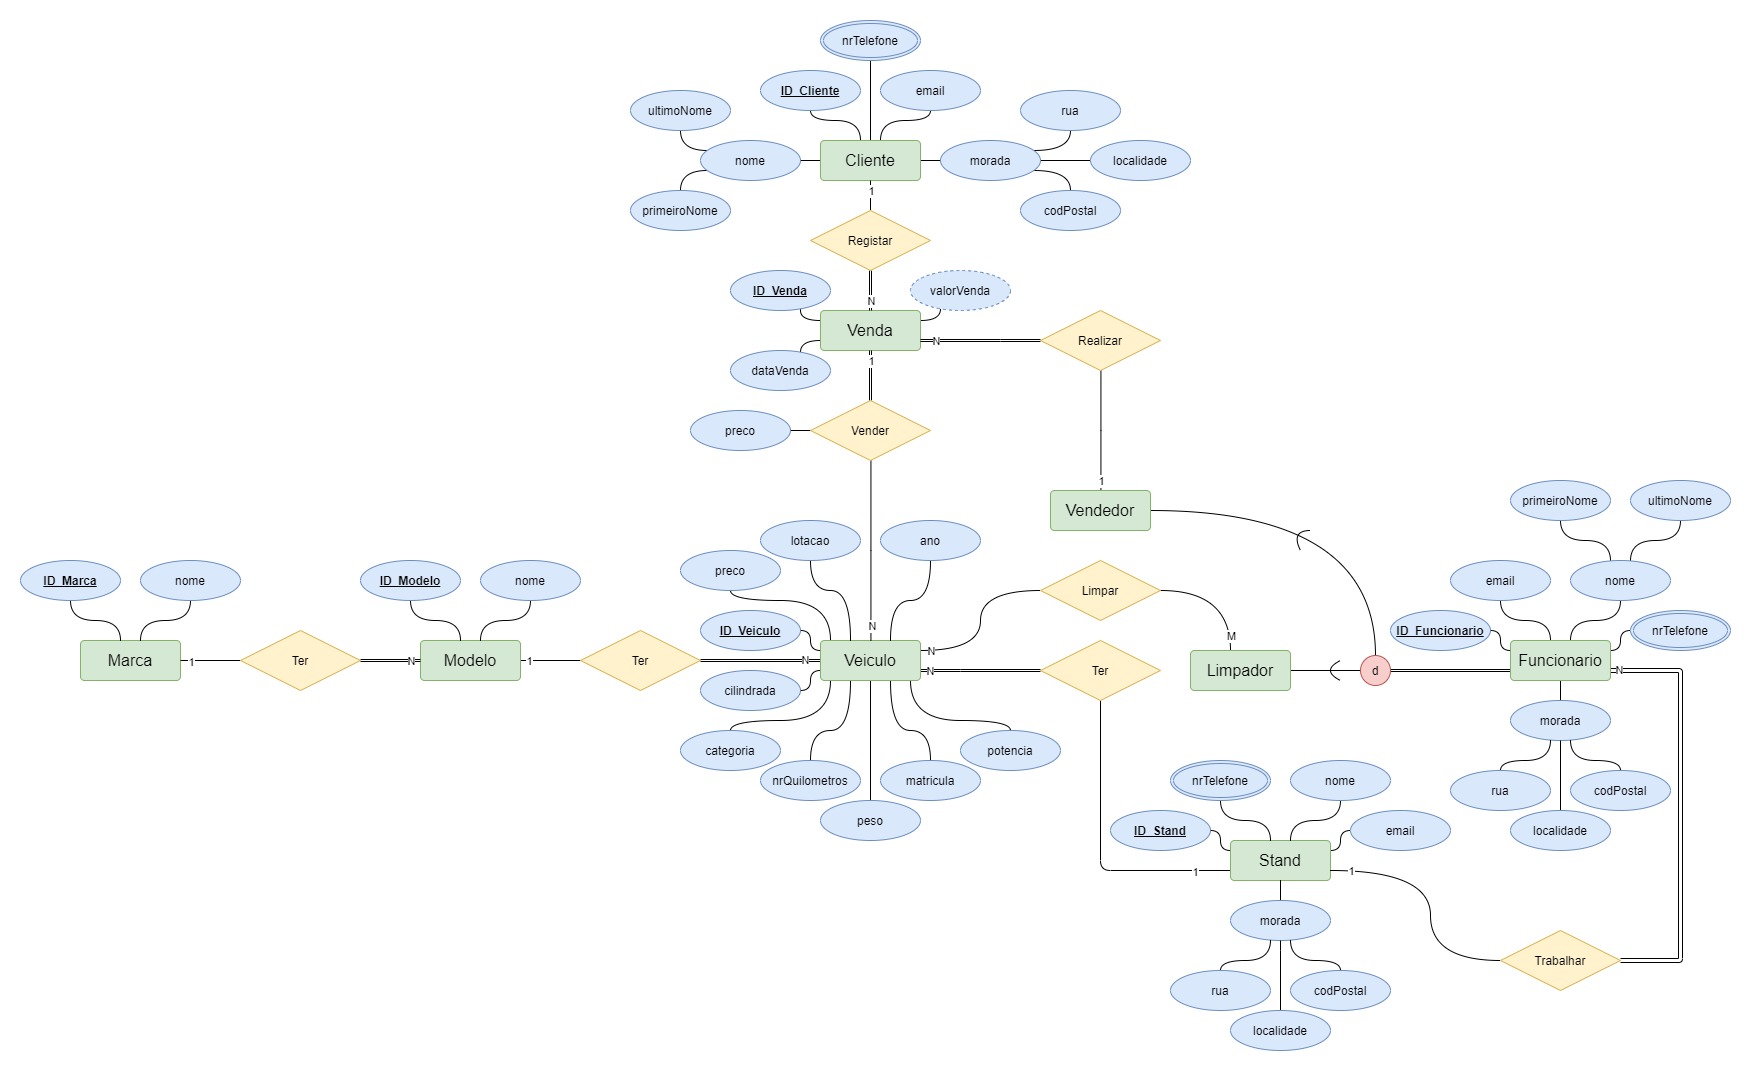 nrTelefone
ID_Cliente
email
ultimoNome
rua
nome
Cliente
morada
localidade
primeiroNome
codPostal
1
Registar
ID_Venda
valorVenda
N
Venda
N
Realizar
dataVenda
1
preco
Vender
1
Vendedor
primeiroNome
ultimoNome
lotacao
ano
preco
ID_Marca
nome
ID_Modelo
nome
Limpar
email
nome
ID_Veiculo
N
M
ID_Funcionario
nrTelefone
Marca
1
Ter
N
Modelo
1
Ter
N
Veiculo
N
N
Ter
Limpador
d
Funcionario
N
cilindrada
morada
categoria
potencia
nrQuilometros
matricula
peso
nrTelefone
nome
rua
codPostal
localidade
ID_Stand
email
Stand
1
1
morada
Trabalhar
rua
codPostal
localidade